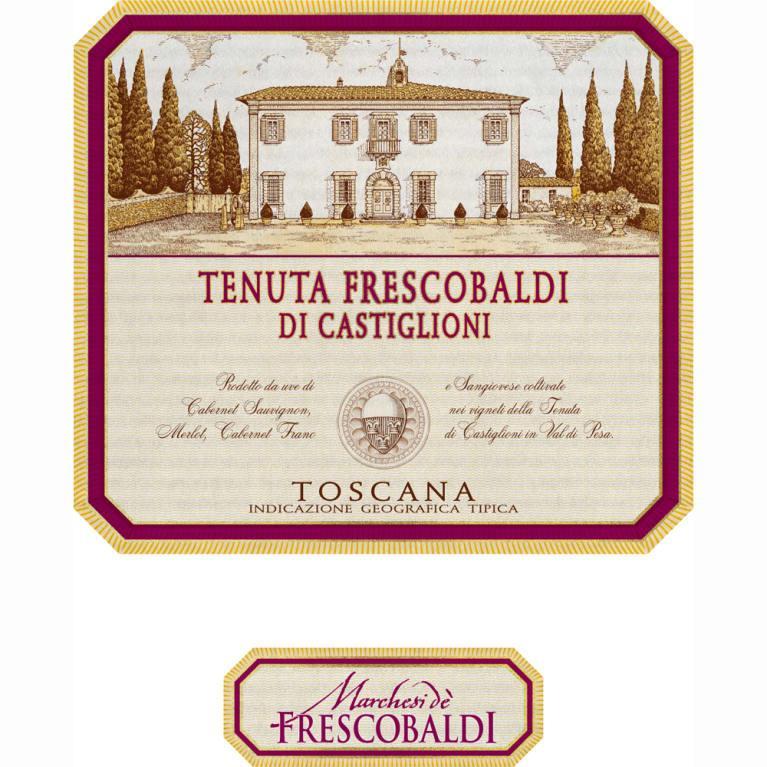 TENUTA FRESCOBALDI
DI CASTIGLIONI
Prodotto da uve di
Cabernet Sauvignon,
Merlot, Cabernet Franc
e Sangiovese coltivate
nei vigneti della Tenuta
di Castiglioni in Val di Pesa.
TOSCANA
INDICAZIONE GEOGRAFICA TIPICA
Marchesi dè
FRESCOBALDI